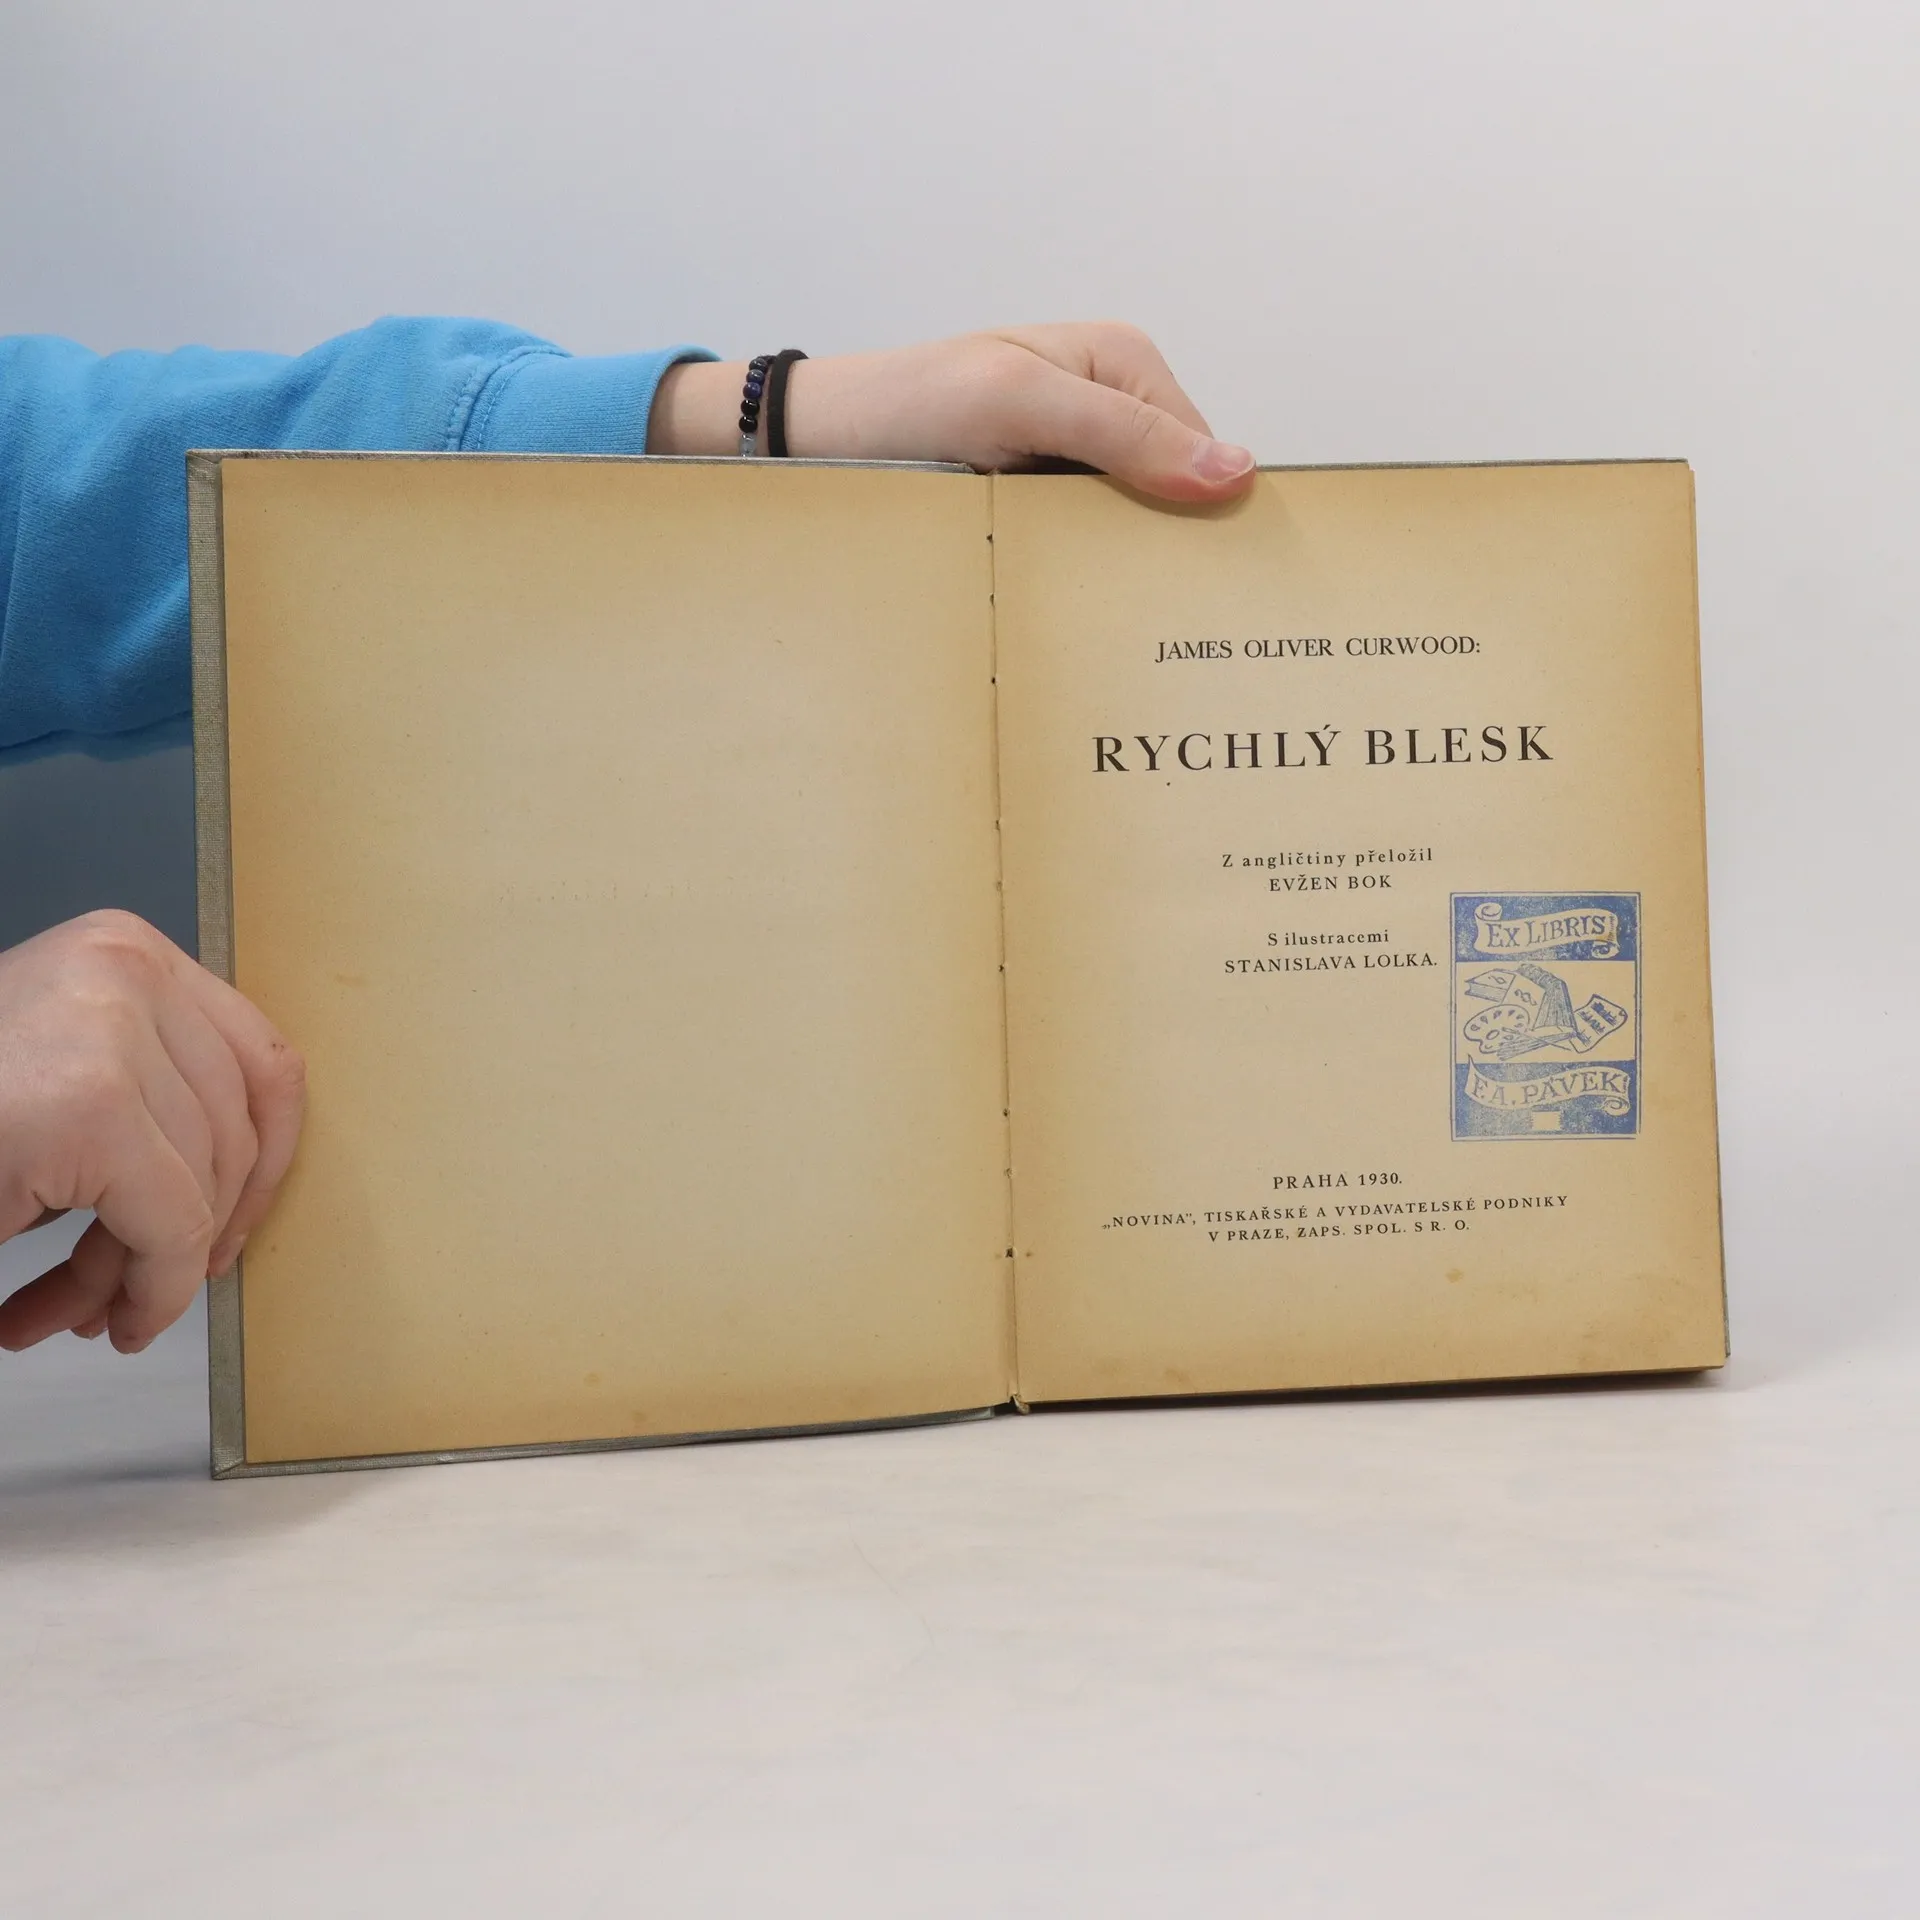 JAMES OLIVER CURWOOD:
RYCHLÝ BLESK
Z angličtiny přeložil
EVŽEN BOK
S ilustracemi
STANISLAVA LOLKA.
EX LIBRIS
F.A. PÁVEK
PRAHA 1930.
„NOVINA”, TISKAŘSKÉ A VYDAVATELSKÉ PODNIKY
V PRAZE, ZAPS. SPOL. S R. O.